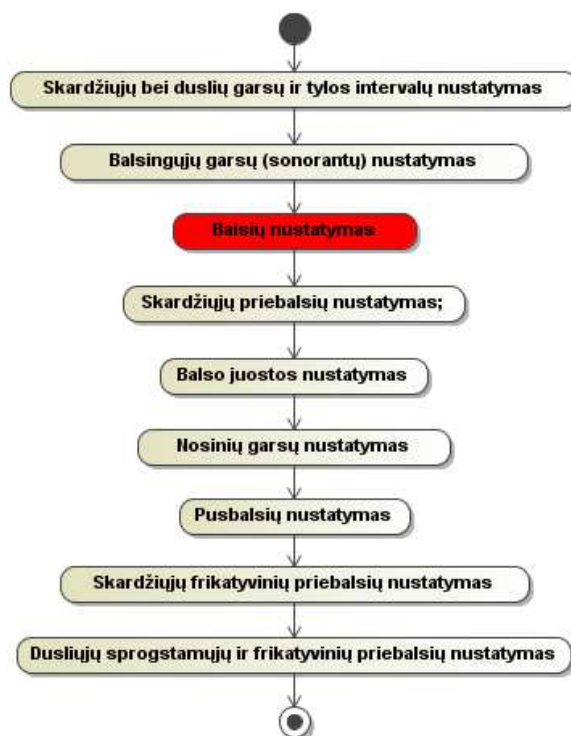 Skardžiųjų bei duslių garsų ir tylos intervalų nustatymas
Balsingųjų garsų (sonorantų) nustatymas
Balsių nustatymas
Skardžiųjų priebalsių nustatymas;
Balso juostos nustatymas
Nosinių garsų nustatymas
Pusbalsių nustatymas
Skardžiųjų frikatyvinių priebalsių nustatymas
Dusliųjų sprogstamųjų ir frikatyvinių priebalsių nustatymas